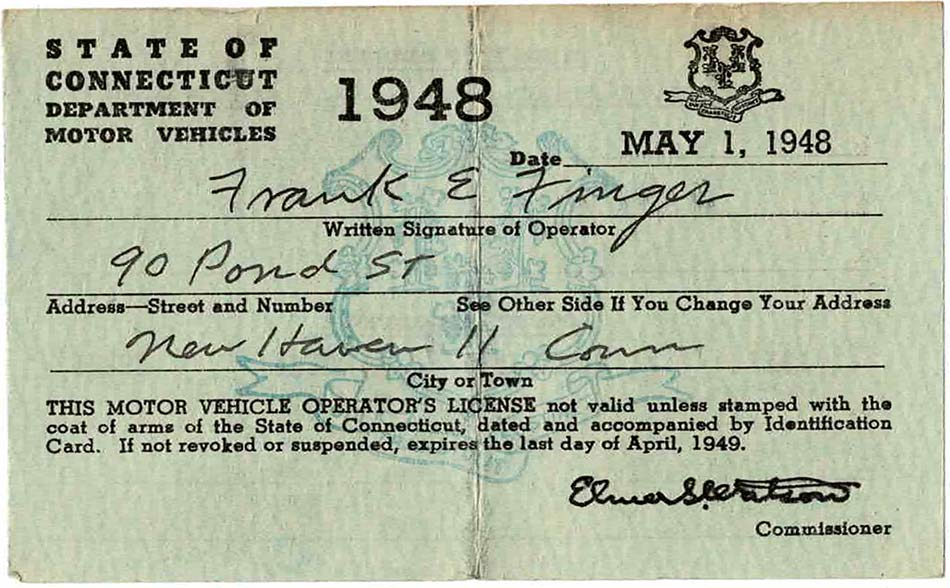 STATE OF
CONNECTICUT
DEPARTMENT OF
MOTOR VEHICLES
1948
Date MAY 1, 1948
Frank E Finger
Written Signature of Operator
90 Pond St
Address—Street and Number See Other Side If You Change Your Address
New Haven 11 Conn
City or Town
THIS MOTOR VEHICLE OPERATOR'S LICENSE not valid unless stamped with the
coat of arms of the State of Connecticut, dated and accompanied by Identification
Card. If not revoked or suspended, expires the last day of April, 1949.
Elmer S. Watson
Commissioner